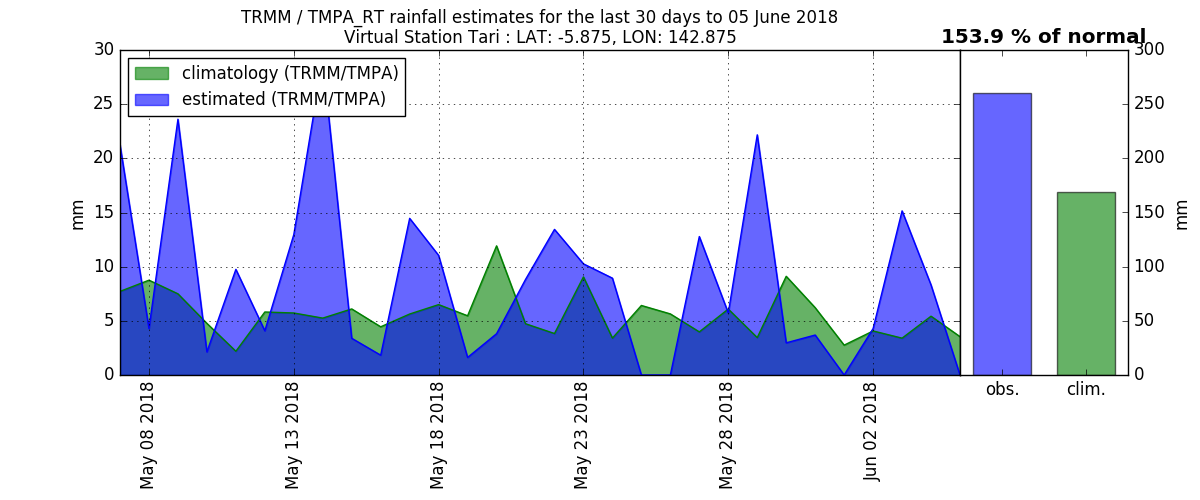 TRMM / TMPA_RT rainfall estimates for the last 30 days to 05 June 2018
Virtual Station Tari : LAT: -5.875, LON: 142.875
153.9 % of normal
climatology (TRMM/TMPA)
estimated (TRMM/TMPA)
30
25
20
15
10
5
0
mm
300
250
200
150
100
50
0
mm
May 08 2018
May 13 2018
May 18 2018
May 23 2018
May 28 2018
Jun 02 2018
obs.
clim.